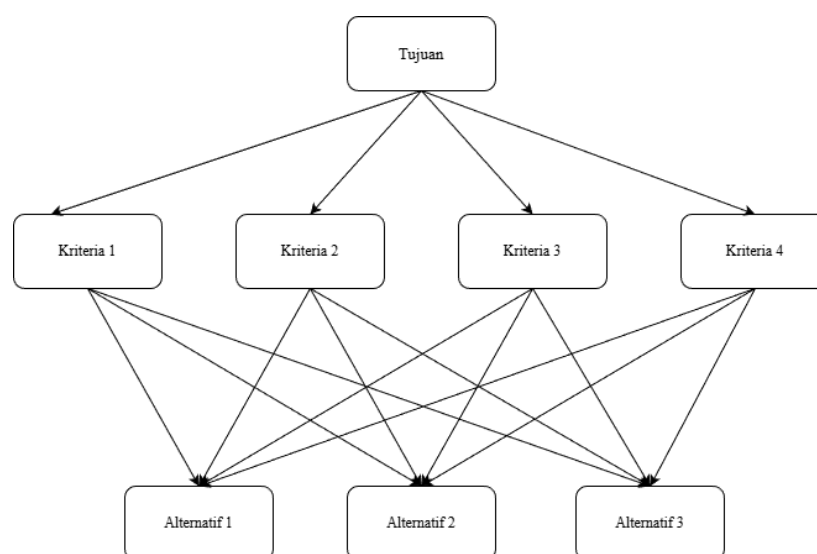 Tujuan
Kriteria 1
Kriteria 2
Kriteria 3
Kriteria 4
Alternatif 1
Alternatif 2
Alternatif 3